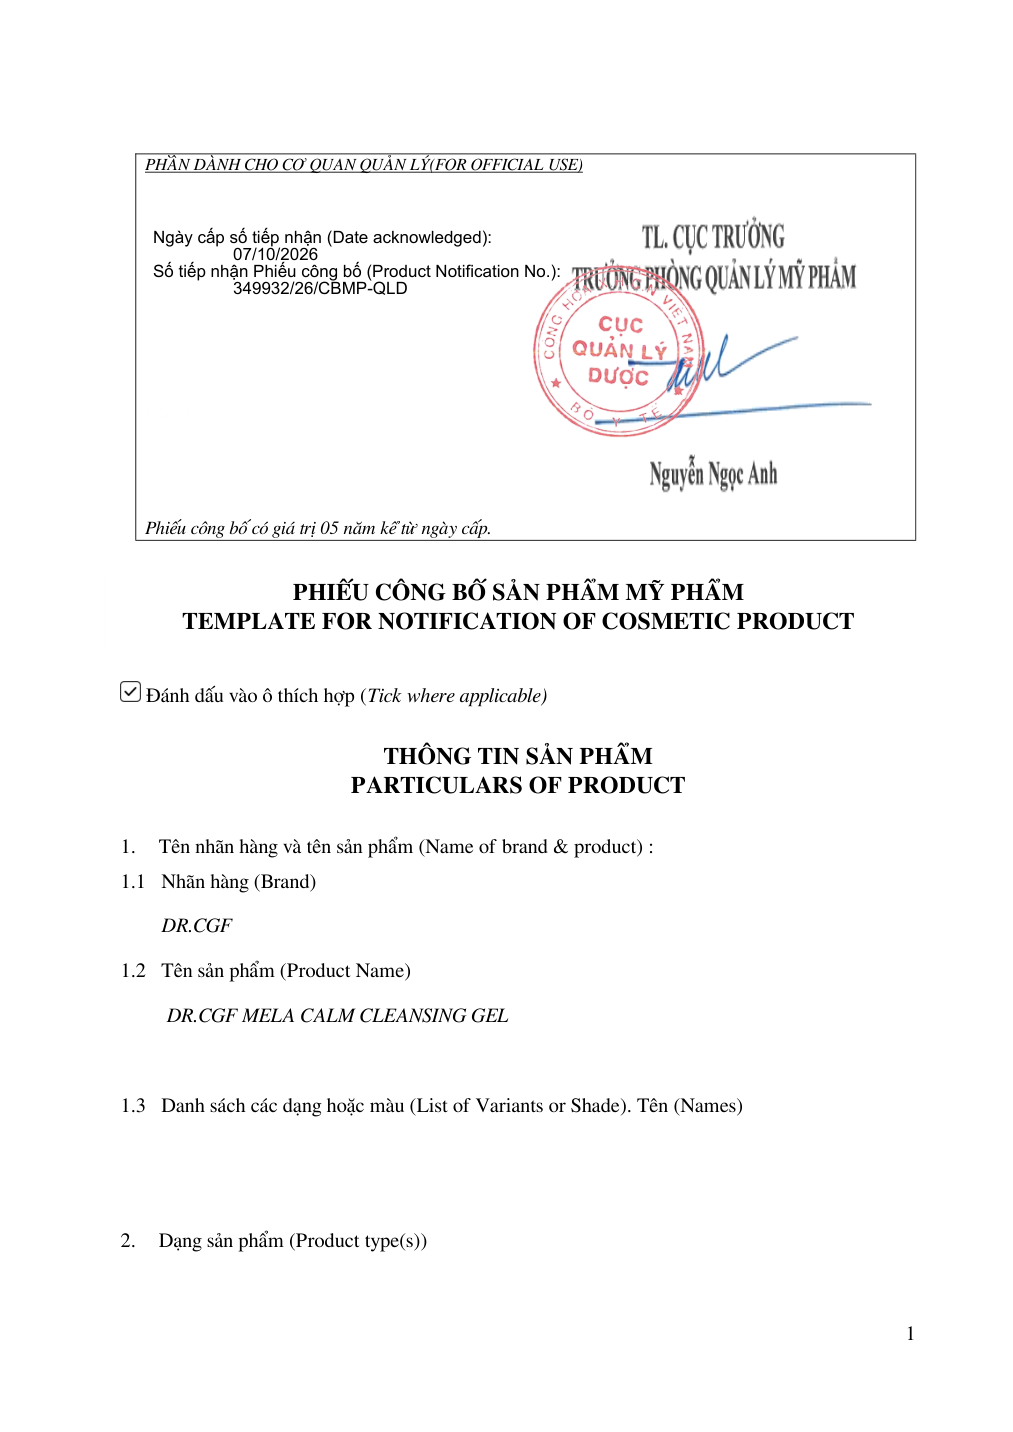 PHẦN DÀNH CHO CƠ QUAN QUẢN LÝ(FOR OFFICIAL USE)
Ngày cấp số tiếp nhận (Date acknowledged):
07/10/2026
Số tiếp nhận Phiếu công bố (Product Notification No.):
349932/26/CBMP-QLD
TL. CỤC TRƯỞNG
TRƯỞNG PHÒNG QUẢN LÝ MỸ PHẨM
CỤC
QUẢN LÝ
DƯỢC
BỘ Y TẾ
Nguyễn Ngọc Anh
Phiếu công bố có giá trị 05 năm kể từ ngày cấp.
PHIẾU CÔNG BỐ SẢN PHẨM MỸ PHẨM
TEMPLATE FOR NOTIFICATION OF COSMETIC PRODUCT
Đánh dấu vào ô thích hợp (Tick where applicable)
THÔNG TIN SẢN PHẨM
PARTICULARS OF PRODUCT
1. Tên nhãn hàng và tên sản phẩm (Name of brand & product) :
1.1 Nhãn hàng (Brand)
DR.CGF
1.2 Tên sản phẩm (Product Name)
DR.CGF MELA CALM CLEANSING GEL
1.3 Danh sách các dạng hoặc màu (List of Variants or Shade). Tên (Names)
2. Dạng sản phẩm (Product type(s))
1